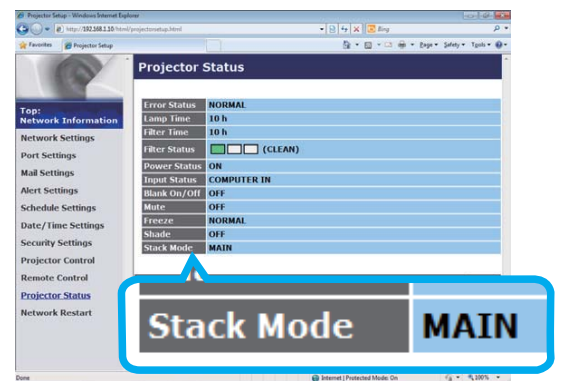 Projector Setup - Windows Internet Explorer
http://192.168.1.10/html/projectorsetup.html
Bing
Favorites Projector Setup
Page Safety Tools
Projector Status
Top:
Network Information
Network Settings
Port Settings
Mail Settings
Alert Settings
Schedule Settings
Date/Time Settings
Security Settings
Projector Control
Remote Control
Projector Status
Network Restart
Error Status NORMAL
Lamp Time 10 h
Filter Time 10 h
Filter Status (CLEAN)
Power Status ON
Input Status COMPUTER IN
Blank On/Off OFF
Mute OFF
Freeze NORMAL
Shade OFF
Stack Mode MAIN
Stack Mode MAIN
Done
Internet | Protected Mode: On
100%